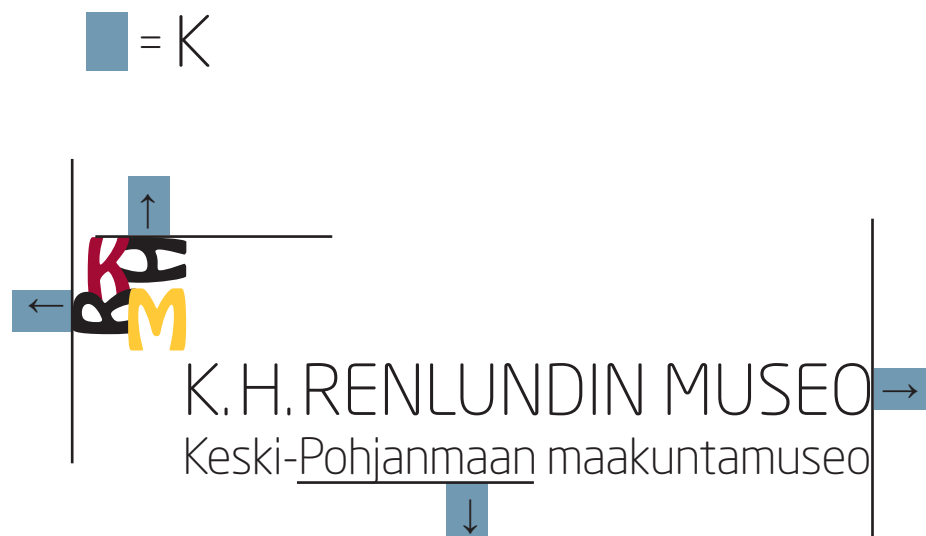 = K
K H
R M
K.H.RENLUNDIN MUSEO
Keski-Pohjanmaan maakuntamuseo